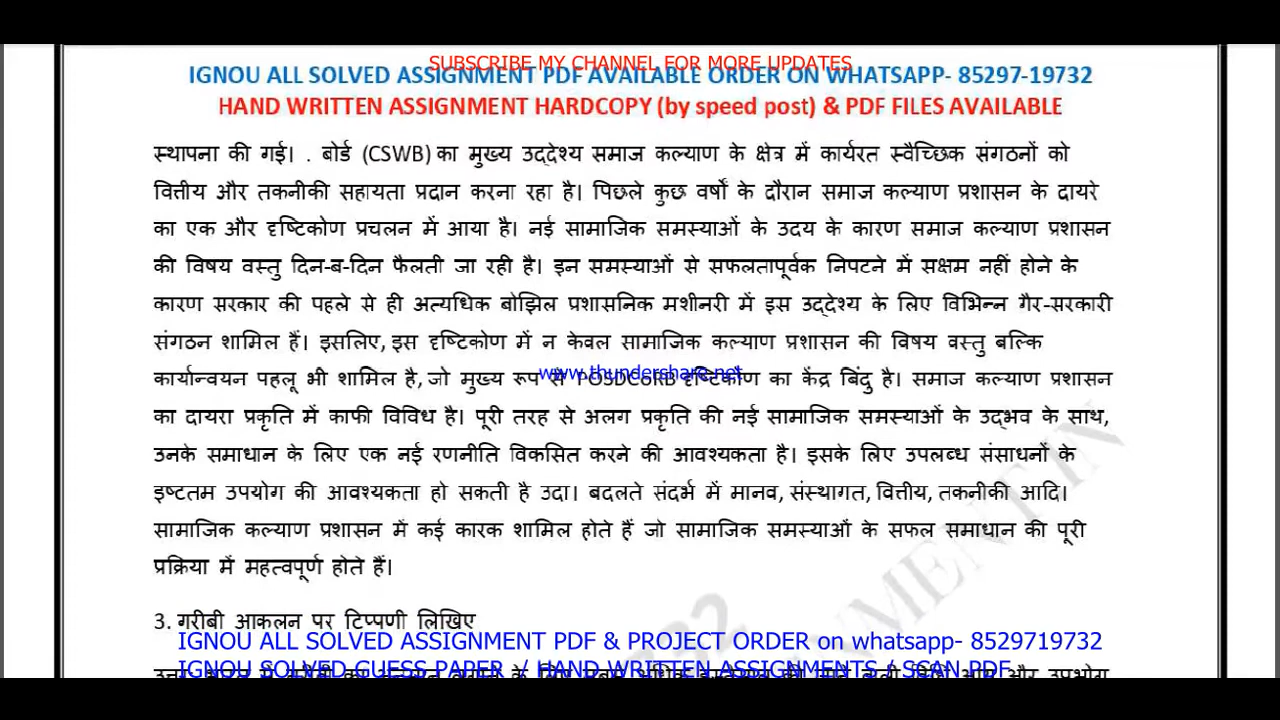 SUBSCRIBE MY CHANNEL FOR MORE UPDATES
IGNOU ALL SOLVED ASSIGNMENT PDF AVAILABLE ORDER ON WHATSAPP- 85297-19732
HAND WRITTEN ASSIGNMENT HARDCOPY (by speed post) & PDF FILES AVAILABLE
स्थापना की गई। . बोर्ड (CSWB) का मुख्य उद्देश्य समाज कल्याण के क्षेत्र में कार्यरत स्वैच्छिक संगठनों को
वित्तीय और तकनीकी सहायता प्रदान करना रहा है। पिछले कुछ वर्षों के दौरान समाज कल्याण प्रशासन के दायरे
का एक और दृष्टिकोण प्रचलन में आया है। नई सामाजिक समस्याओं के उदय के कारण समाज कल्याण प्रशासन
की विषय वस्तु दिन-ब-दिन फैलती जा रही है। इन समस्याओं से सफलतापूर्वक निपटने में सक्षम नहीं होने के
कारण सरकार की पहले से ही अत्यधिक बोझिल प्रशासनिक मशीनरी में इस उद्देश्य के लिए विभिन्न गैर-सरकारी
संगठन शामिल हैं। इसलिए, इस दृष्टिकोण में न केवल सामाजिक कल्याण प्रशासन की विषय वस्तु बल्कि
कार्यान्वयन पहलू भी शामिल है, जो मुख्य रूप से POSDCoRB दृष्टिकोण का केंद्र बिंदु है। समाज कल्याण प्रशासन
www.thundershare.net
का दायरा प्रकृति में काफी विविध है। पूरी तरह से अलग प्रकृति की नई सामाजिक समस्याओं के उद्भव के साथ,
उनके समाधान के लिए एक नई रणनीति विकसित करने की आवश्यकता है। इसके लिए उपलब्ध संसाधनों के
इष्टतम उपयोग की आवश्यकता हो सकती है उदा। बदलते संदर्भ में मानव, संस्थागत, वित्तीय, तकनीकी आदि।
सामाजिक कल्याण प्रशासन में कई कारक शामिल होते हैं जो सामाजिक समस्याओं के सफल समाधान की पूरी
प्रक्रिया में महत्वपूर्ण होते हैं।
3. गरीबी आकलन पर टिप्पणी लिखिए
IGNOU ALL SOLVED ASSIGNMENT PDF & PROJECT ORDER on whatsapp- 8529719732
IGNOU SOLVED GUESS PAPER / HAND WRITTEN ASSIGNMENTS / SCAN PDF